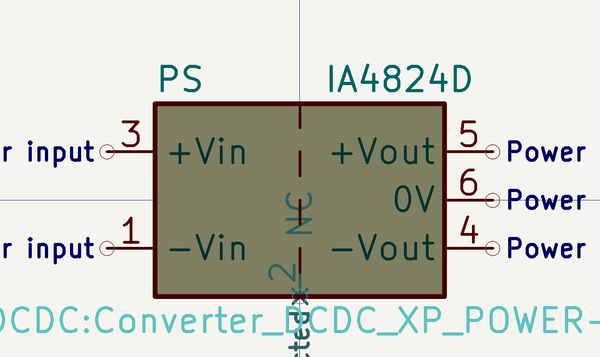 PS IA4824D
r input 3 +Vin +Vout 5 Power
0V 6 Power
r input 1 -Vin NC -Vout 4 Power
2
DCDC:Converter_DCDC_XP_POWER-
cted